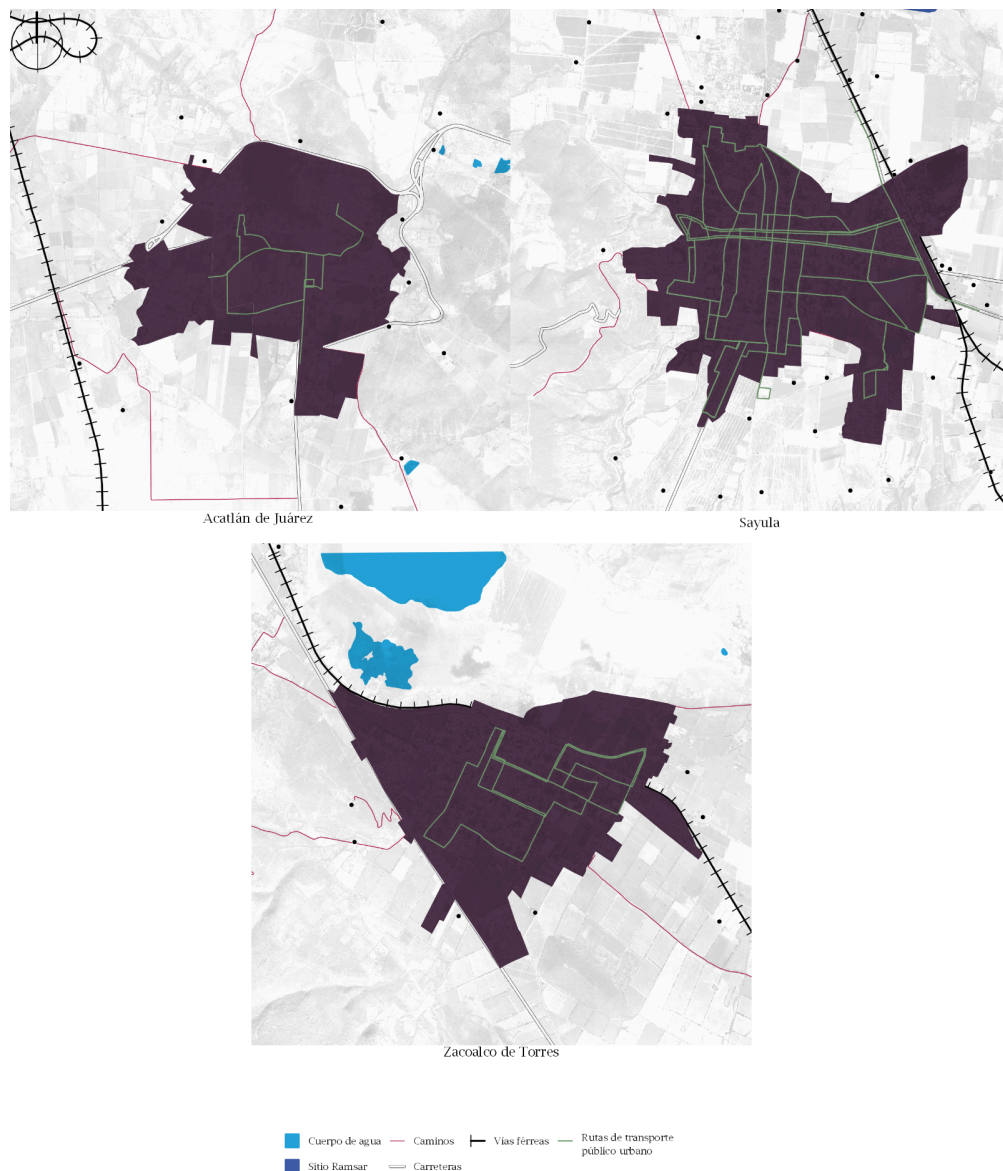 Acatlán de Juárez
Sayula
Zacoalco de Torres
Cuerpo de agua
Caminos
Vías férreas
Rutas de transporte
público urbano
Sitio Ramsar
Carreteras